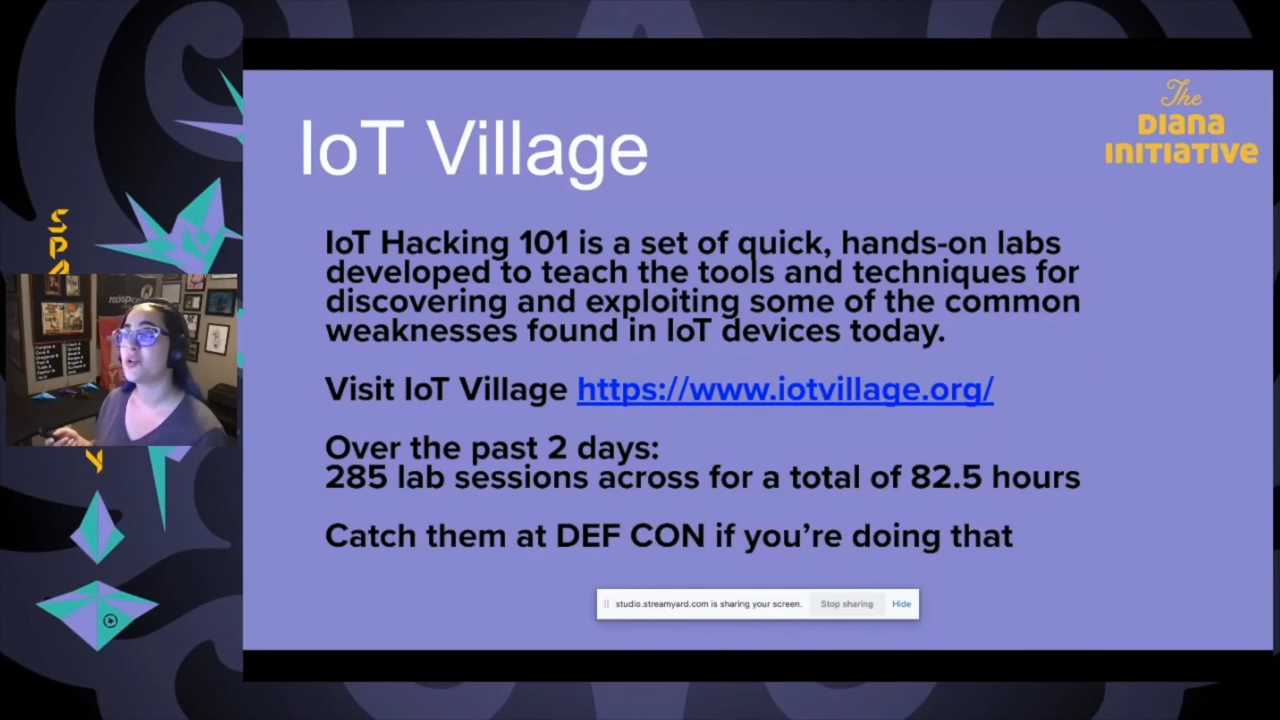 The
DIANA
INITIATIVE
IoT Village
IoT Hacking 101 is a set of quick, hands-on labs
developed to teach the tools and techniques for
discovering and exploiting some of the common
weaknesses found in IoT devices today.
Visit IoT Village https://www.iotvillage.org/
Over the past 2 days:
285 lab sessions across for a total of 82.5 hours
Catch them at DEF CON if you’re doing that
studio.streamyard.com is sharing your screen.
Stop sharing
Hide
SPA
Y